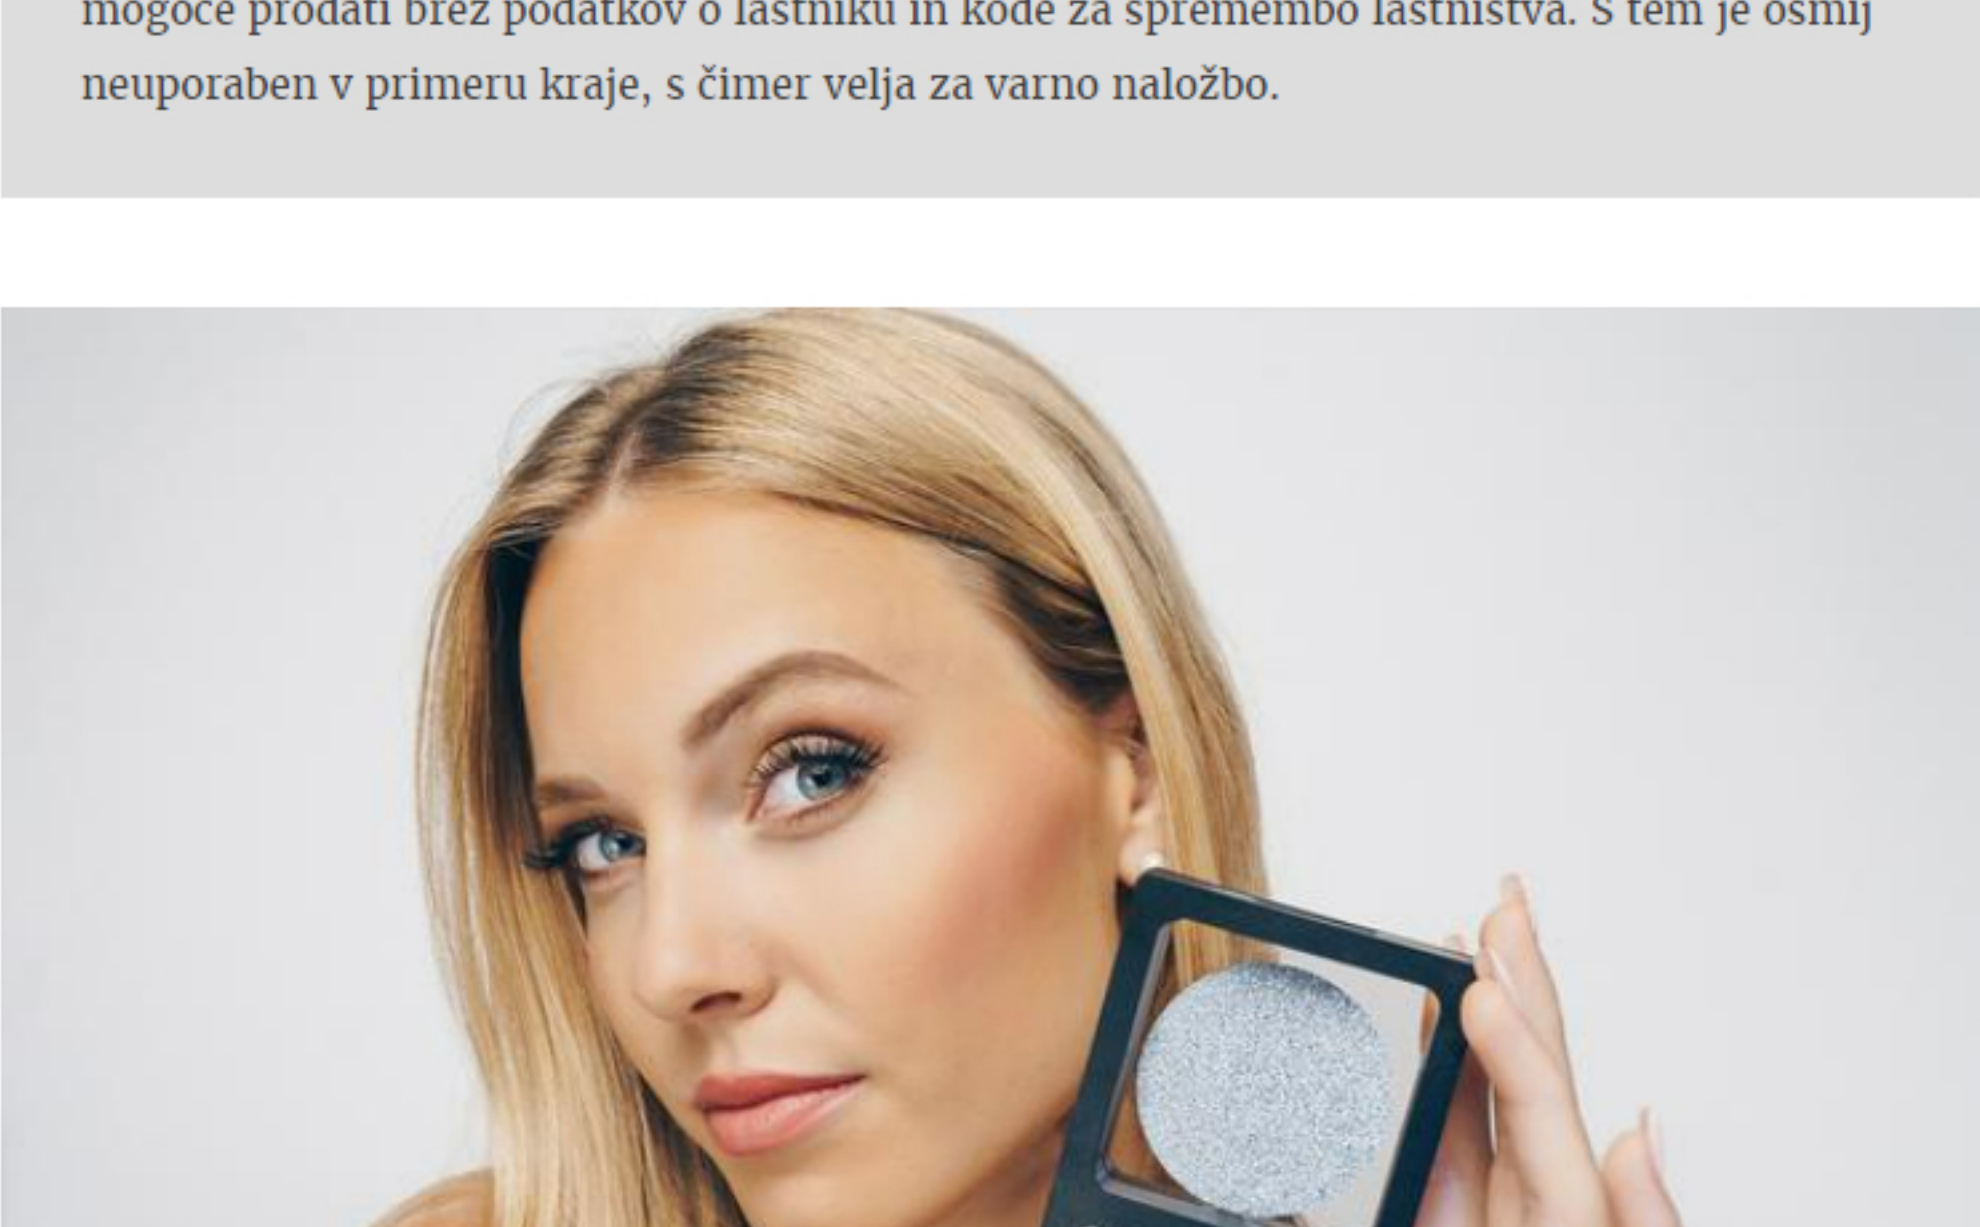 mogoče prodati brez podatkov o lastniku in kode za spremembo lastništva. S tem je osmij
neuporaben v primeru kraje, s čimer velja za varno naložbo.